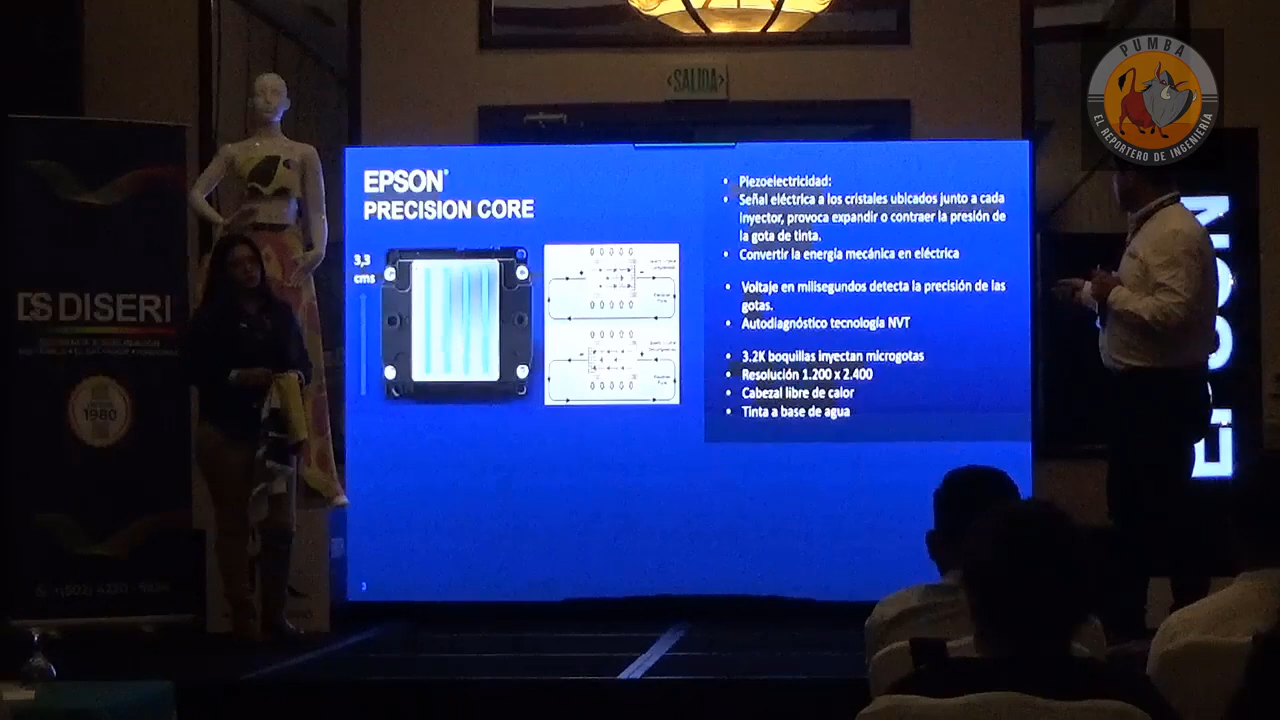 ‹SALIDA›
PUMBA
EL REPORTERO DE INGENIERIA
EPSON
PRECISION CORE
3,3
cms
• Piezoelectricidad:
• Señal eléctrica a los cristales ubicados junto a cada
inyector, provoca expandir o contraer la presión de
la gota de tinta.
• Convertir la energía mecánica en eléctrica
• Voltaje en milisegundos detecta la precisión de las
gotas.
• Autodiagnóstico tecnología NVT
• 3.2K boquillas inyectan microgotas
• Resolución 1.200 x 2.400
• Cabezal libre de calor
• Tinta a base de agua
3
DS DISERI
1980
EPSON